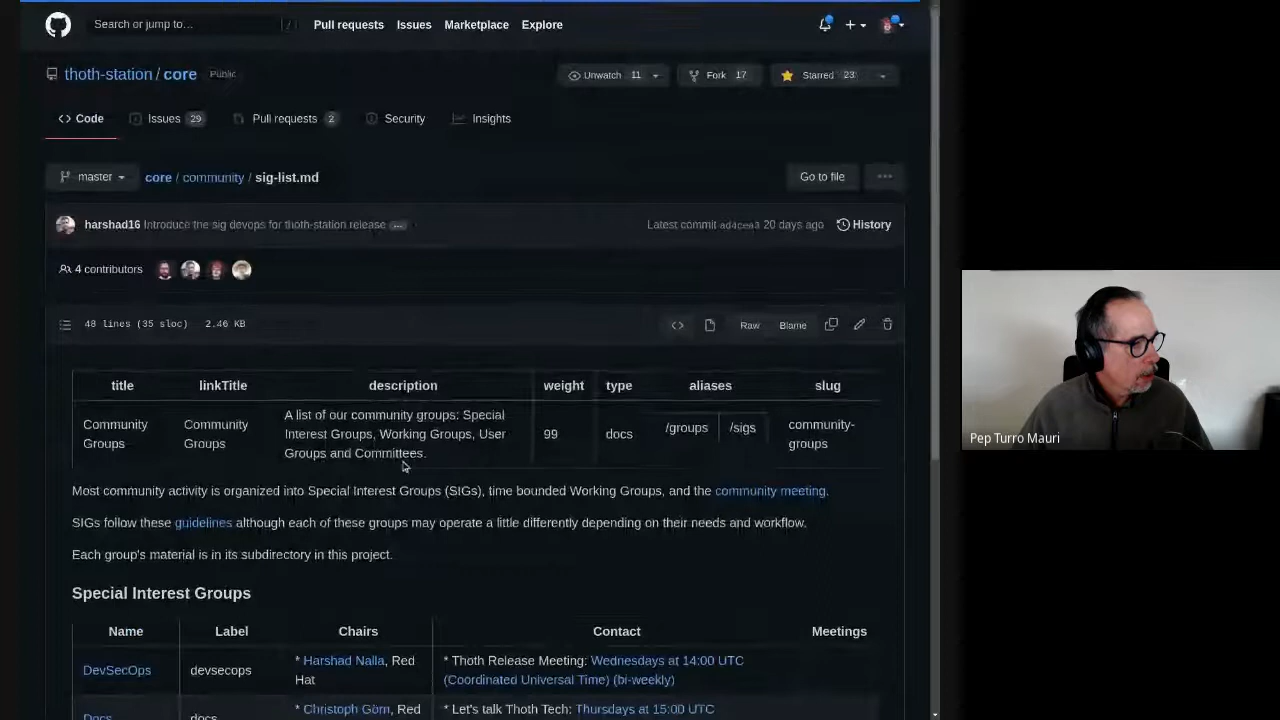 Search or jump to… /
Pull requests Issues Marketplace Explore
thoth-station / core Public
Unwatch 11 Fork 17 Starred 23
Code Issues 29 Pull requests 2 Security Insights
master core / community / sig-list.md Go to file ...
harshad16 Introduce the sig devops for thoth-station release … Latest commit ad4cea3 20 days ago History
4 contributors
48 lines (35 sloc) 2.46 KB Raw Blame
title linkTitle description weight type aliases slug
Community Groups Community Groups A list of our community groups: Special Interest Groups, Working Groups, User Groups and Committees. 99 docs /groups /sigs community-groups
Most community activity is organized into Special Interest Groups (SIGs), time bounded Working Groups, and the community meeting.
SIGs follow these guidelines although each of these groups may operate a little differently depending on their needs and workflow.
Each group's material is in its subdirectory in this project.
Special Interest Groups
Name Label Chairs Contact Meetings
DevSecOps devsecops * Harshad Nalla, Red Hat * Thoth Release Meeting: Wednesdays at 14:00 UTC (Coordinated Universal Time) (bi-weekly)
Docs docs * Christoph Görn, Red * Let's talk Thoth Tech: Thursdays at 15:00 UTC
Pep Turro Mauri